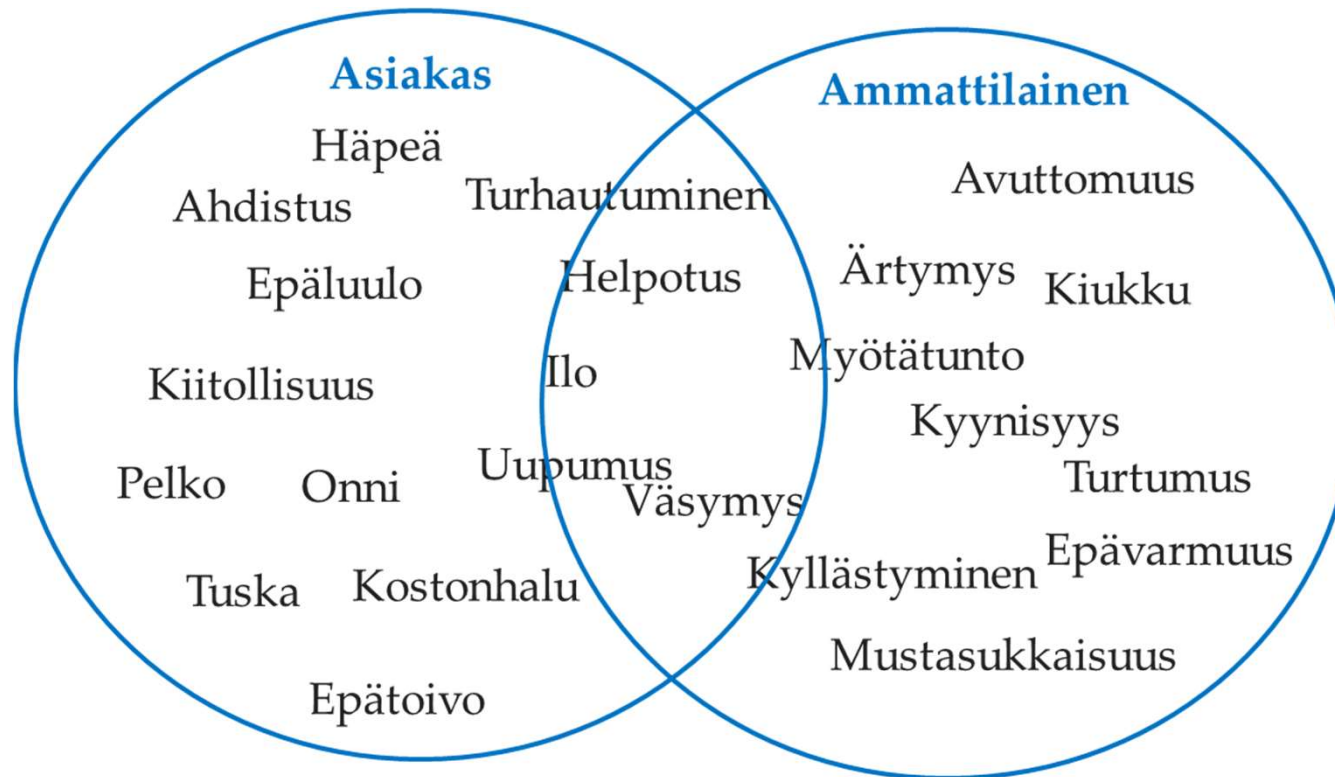 Asiakas
Häpeä
Ahdistus
Epäluulo
Kiitollisuus
Pelko
Onni
Tuska
Kostonhalu
Epätoivo
Turhautuminen
Helpotus
Ilo
Uupumus
Väsymys
Ammattilainen
Avuttomuus
Ärtymys
Kiukku
Myötätunto
Kyynisyys
Turtumus
Epävarmuus
Kyllästyminen
Mustasukkaisuus